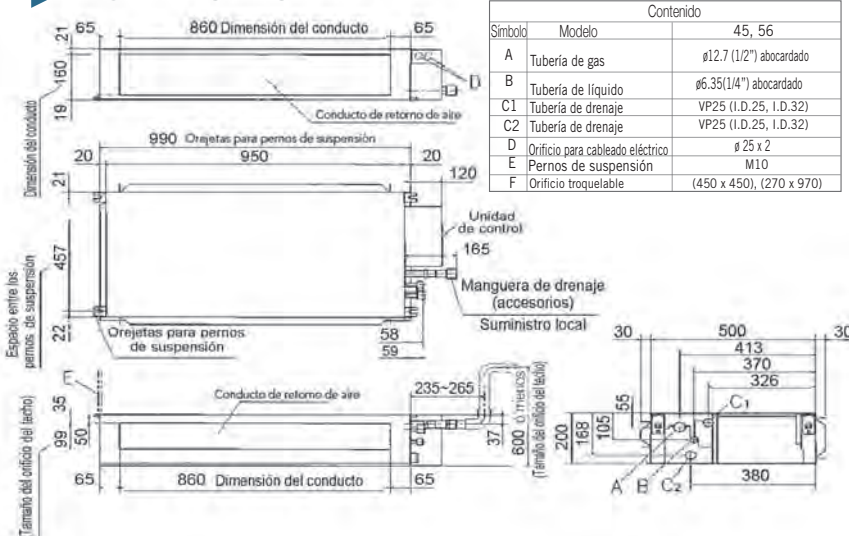 Contenido
Símbolo Modelo 45, 56
A Tubería de gas ø12.7 (1/2") abocardado
B Tubería de líquido ø6.35(1/4") abocardado
C1 Tubería de drenaje VP25 (I.D.25, I.D.32)
C2 Tubería de drenaje VP25 (I.D.25, I.D.32)
D Orificio para cableado eléctrico ø 25 x 2
E Pernos de suspensión M10
F Orificio troquelable (450 x 450), (270 x 970)
65 860 Dimensión del conducto 65
21
160
19
Dimensión del conducto
D
Conducto de retorno de aire
990 Orejetas para pernos de suspensión
20 950 20
120
21
457
22
Espacio entre los
pernos de suspensión
Unidad
de control
165
Manguera de drenaje
(accesorios)
Suministro local
Orejetas para pernos
de suspensión
58
59
E
Conducto de retorno de aire
235~265
35
99
50
37
600 o menos
(Tamaño del orificio del techo)
(Tamaño del orificio del techo)
65 860 Dimensión del conducto 65
30 500 30
413
370
326
55
C1
200
168
105
A B C2
380